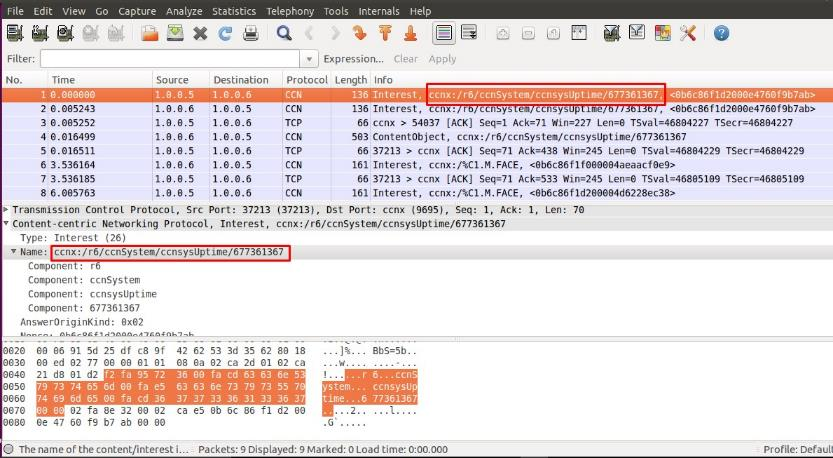 File Edit View Go Capture Analyze Statistics Telephony Tools Internals Help
Filter: Expression... Clear Apply
No. Time Source Destination Protocol Length Info
1 0.000000 1.0.0.5 1.0.0.6 CCN 136 Interest, ccnx:/r6/ccnSystem/ccnsysUptime/677361367, <0b6c86f1d2000e4760f9b7ab>
2 0.005243 1.0.0.5 1.0.0.6 CCN 136 Interest, ccnx:/r6/ccnSystem/ccnsysUptime/677361367, <0b6c86f1d2000e4760f9b7ab>
3 0.005252 1.0.0.6 1.0.0.5 TCP 66 ccnx > 54037 [ACK] Seq=1 Ack=71 Win=227 Len=0 TSval=46804229 TSecr=46804227
4 0.016499 1.0.0.6 1.0.0.5 CCN 503 ContentObject, ccnx:/r6/ccnSystem/ccnsysUptime/677361367
5 0.016511 1.0.0.5 1.0.0.6 TCP 66 37213 > ccnx [ACK] Seq=71 Ack=438 Win=245 Len=0 TSval=46804229 TSecr=46804229
6 3.536164 1.0.0.6 1.0.0.5 CCN 161 Interest, ccnx:/%C1.M.FACE,
7 3.536185 1.0.0.5 1.0.0.6 TCP 66 37213 > ccnx [ACK] Seq=71 Ack=533 Win=245 Len=0 TSval=46805109
8 6.005763 1.0.0.5 1.0.0.6 CCN 161 Interest, ccnx:/%C1.M.FACE,
Transmission Control Protocol, Src Port: 37213 (37213), Dst Port: ccnx (9695), Seq: 1, Ack: 1, Len: 70
Content-centric Networking Protocol, Interest, ccnx:/r6/ccnSystem/ccnsysUptime/677361367
Type: Interest (26)
Name: ccnx:/r6/ccnSystem/ccnsysUptime/677361367
Component: r6
Component: ccnSystem
Component: ccnsysUptime
Component: 677361367
AnswerOriginKind: 0x02
0020 00 06 91 5d 25 df c8 9f 42 62 53 3d 35 62 80 18 ...]%... BbS=5b..
0030 00 ed 02 77 00 00 01 01 08 0a 02 ca 2d 01 02 ca ...w.... ....-...
0040 21 d8 01 d2 f2 fa 95 72 36 00 fa cd 63 63 6e 53 !......r 6...ccnS
0050 79 73 74 65 6d 00 fa e5 63 63 6e 73 79 73 55 70 ystem... ccnsysUp
0060 74 69 6d 65 00 fa cd 36 37 37 33 36 31 33 36 37 time...6 77361367
0070 00 00 02 fa 8e 32 00 02 ca e5 0b 6c 86 f1 d2 00 .....2.. ...l....
0080 0e 47 60 f9 b7 ab 00 00 .G`.....
The name of the content/interest i... Packets: 9 Displayed: 9 Marked: 0 Load time: 0:00.000 Profile: Default